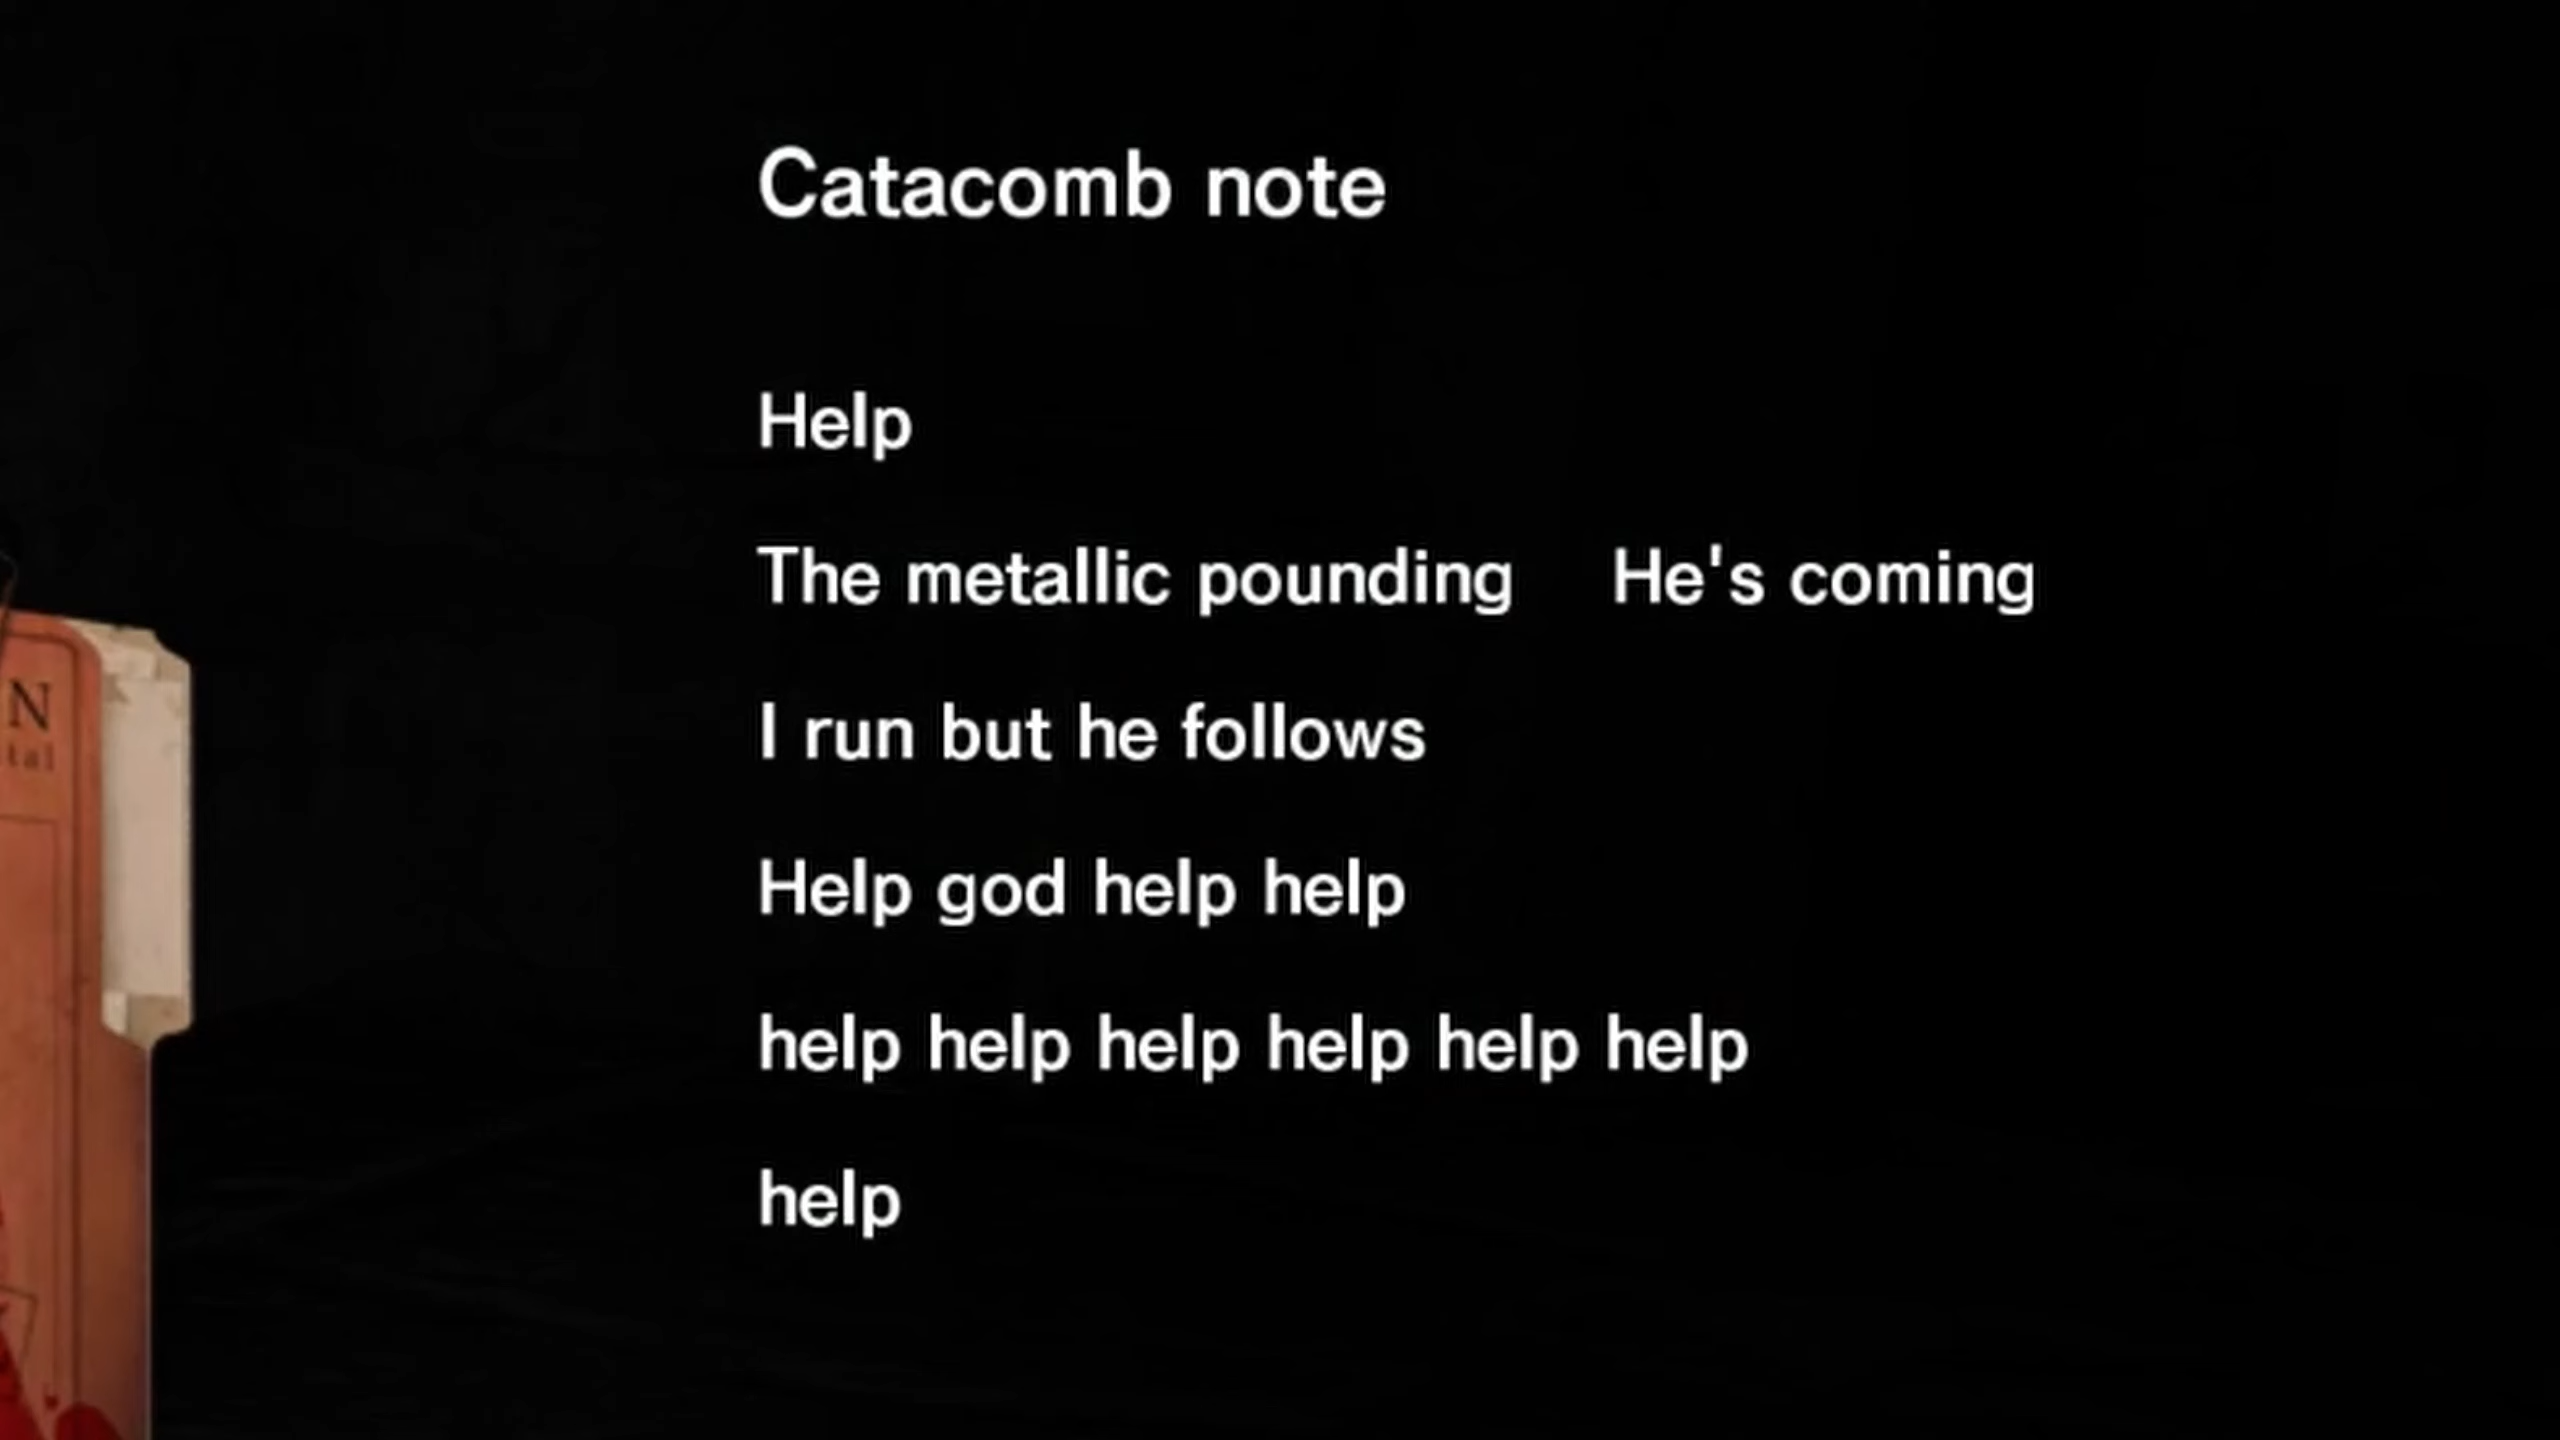 Catacomb note
Help
The metallic pounding  He's coming
I run but he follows
Help god help help
help help help help help help
help
N
tal